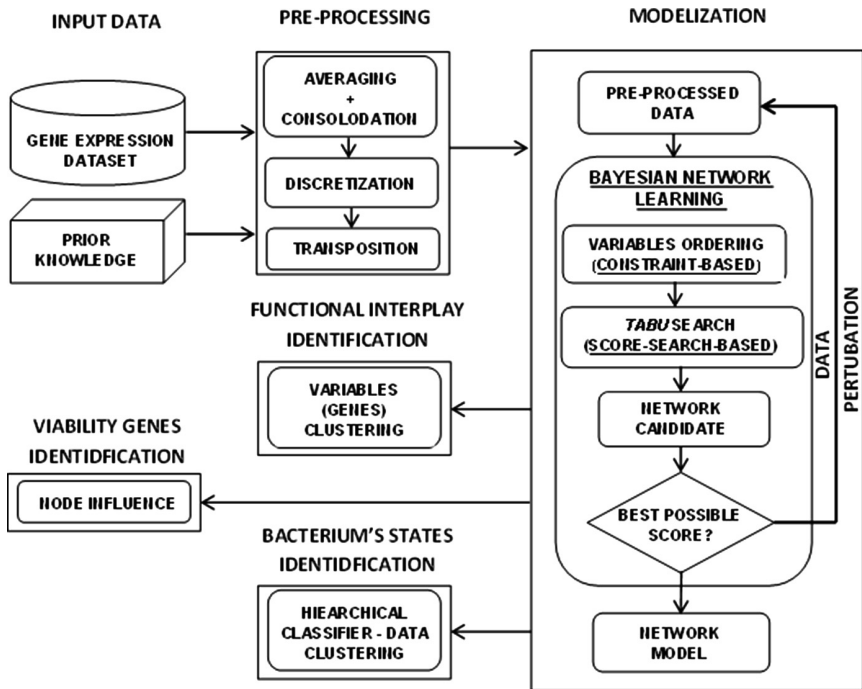 INPUT DATA
GENE EXPRESSION
DATASET
PRIOR
KNOWLEDGE
PRE-PROCESSING
AVERAGING
+
CONSOLODATION
DISCRETIZATION
TRANSPOSITION
MODELIZATION
PRE-PROCESSED
DATA
BAYESIAN NETWORK
LEARNING
VARIABLES ORDERING
(CONSTRAINT-BASED)
TABU SEARCH
(SCORE-SEARCH-BASED)
NETWORK
CANDIDATE
BEST POSSIBLE
SCORE?
DATA
PERTUBATION
NETWORK
MODEL
FUNCTIONAL INTERPLAY
IDENTIFICATION
VARIABLES
(GENES)
CLUSTERING
VIABILITY GENES
IDENTIDFICATION
NODE INFLUENCE
BACTERIUM'S STATES
IDENTIDFICATION
HIEARCHICAL
CLASSIFIER - DATA
CLUSTERING